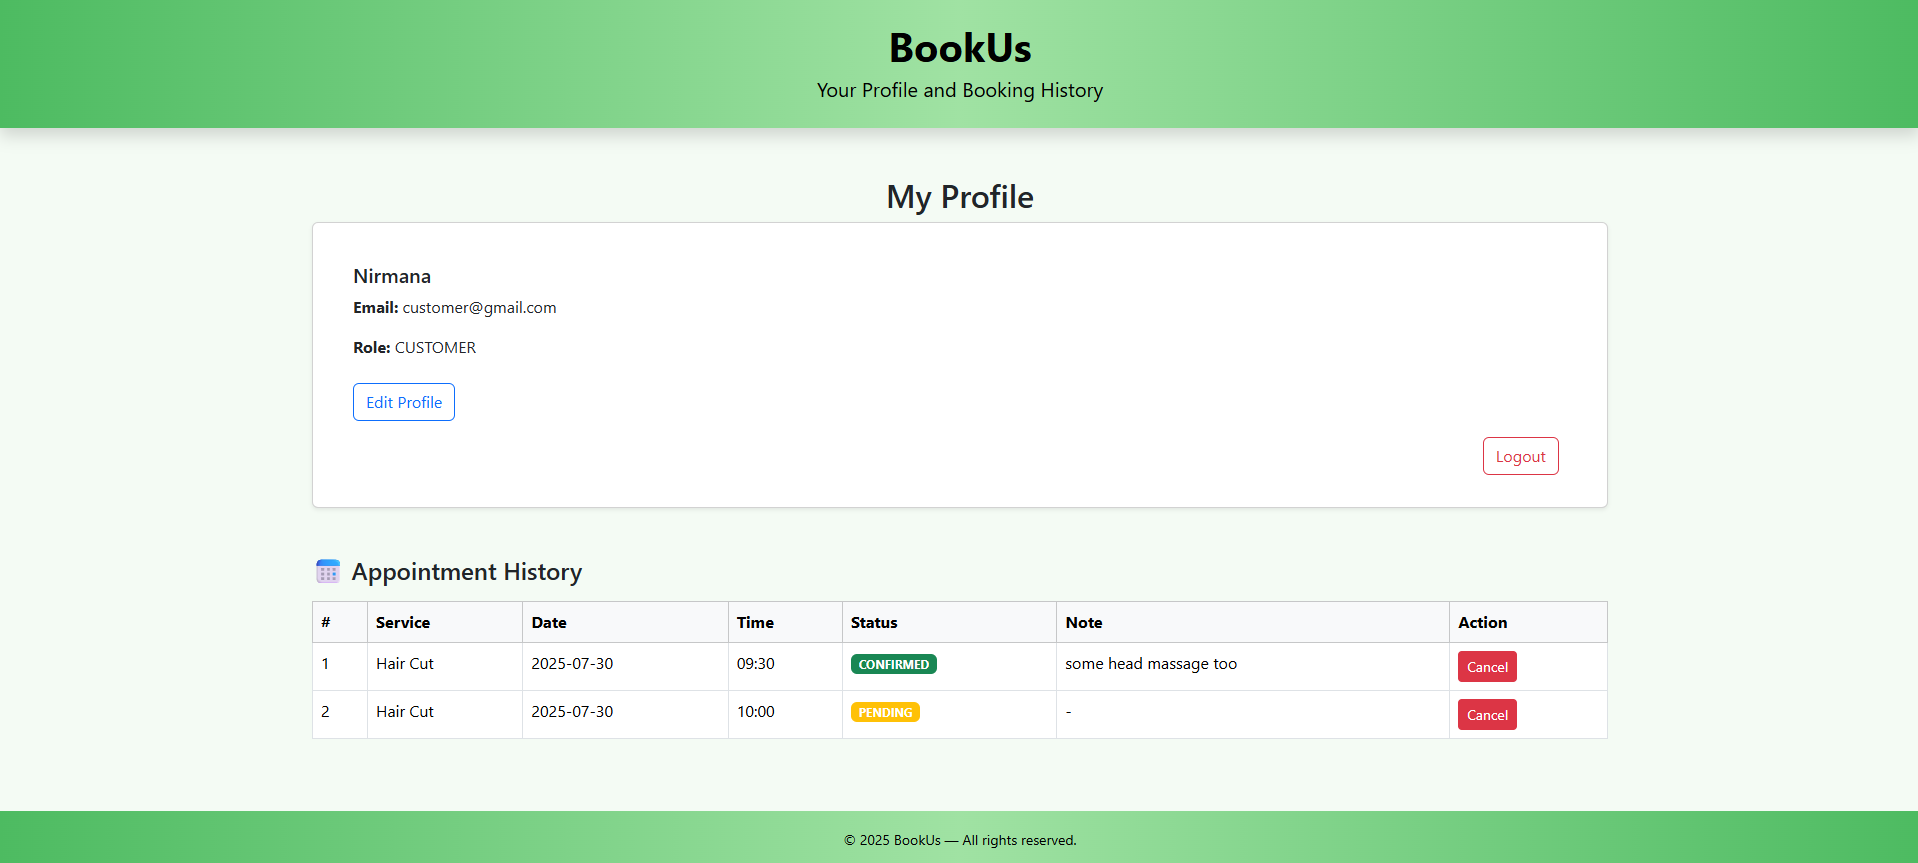 BookUs
Your Profile and Booking History
My Profile
Nirmana
Email: customer@gmail.com
Role: CUSTOMER
Edit Profile
Logout
Appointment History
# Service Date Time Status Note Action
1 Hair Cut 2025-07-30 09:30 CONFIRMED some head massage too Cancel
2 Hair Cut 2025-07-30 10:00 PENDING - Cancel
© 2025 BookUs — All rights reserved.